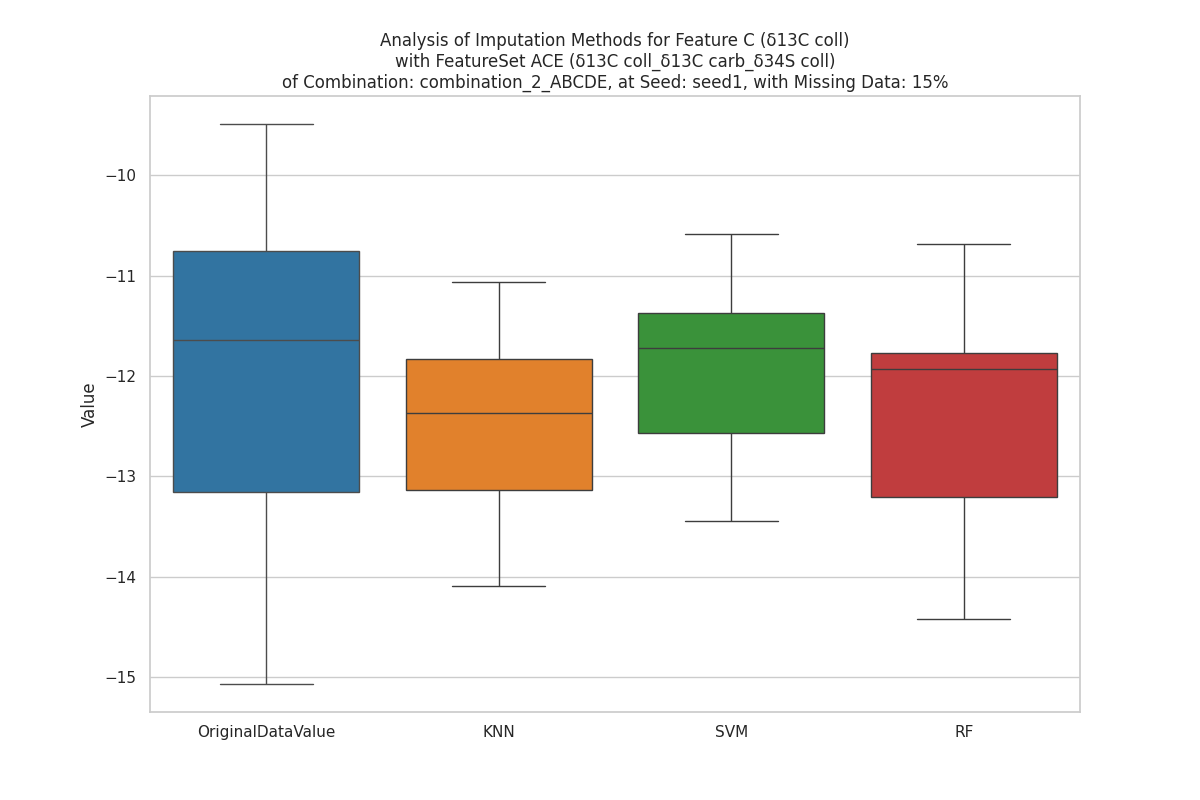 Analysis of Imputation Methods for Feature C (δ13C coll)
with FeatureSet ACE (δ13C coll_δ13C carb_δ34S coll)
of Combination: combination_2_ABCDE, at Seed: seed1, with Missing Data: 15%
Value
−10
−11
−12
−13
−14
−15
OriginalDataValue
KNN
SVM
RF